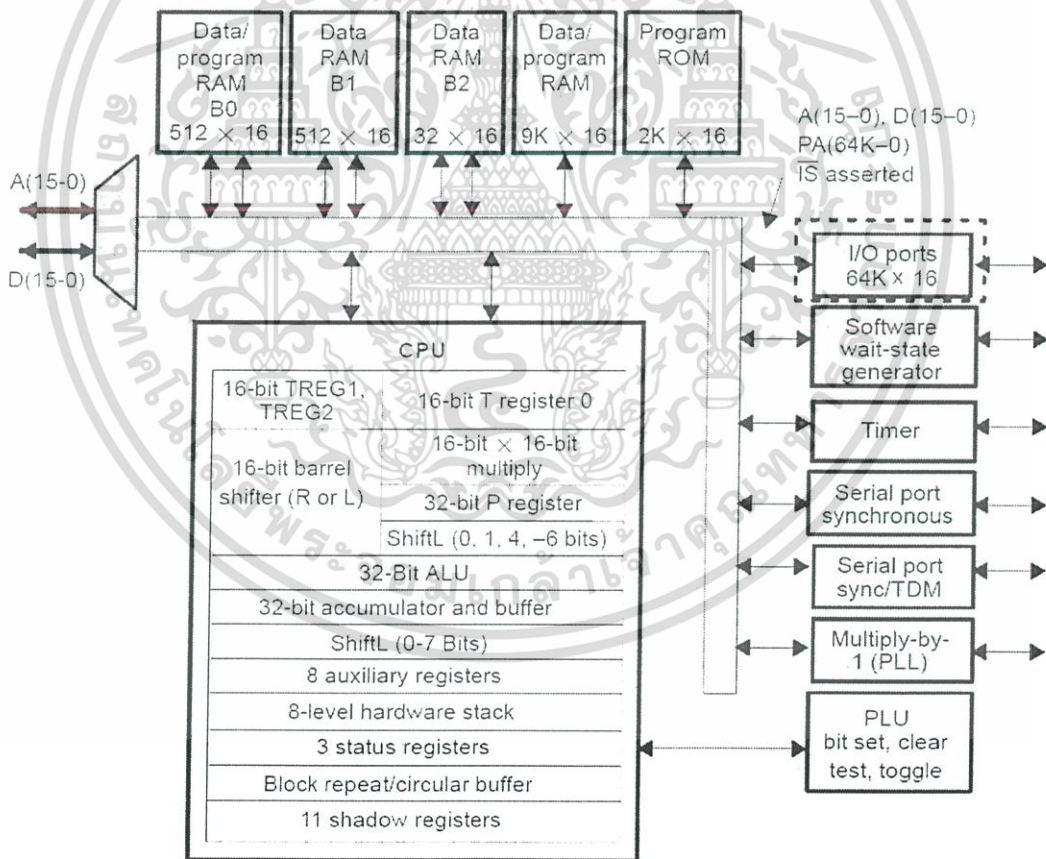 Data/
program
RAM
B0
512 × 16
Data
RAM
B1
512 × 16
Data
RAM
B2
32 × 16
Data/
program
RAM
9K × 16
Program
ROM
2K × 16
A(15–0), D(15–0)
PA(64K–0)
IS asserted
A(15-0)
D(15-0)
I/O ports
64K × 16
Software
wait-state
generator
Timer
Serial port
synchronous
Serial port
sync/TDM
Multiply-by-
1 (PLL)
PLU
bit set, clear
test, toggle
CPU
16-bit TREG1,
TREG2
16-bit T register 0
16-bit × 16-bit
multiply
16-bit barrel
shifter (R or L)
32-bit P register
ShiftL (0, 1, 4, –6 bits)
32-Bit ALU
32-bit accumulator and buffer
ShiftL (0-7 Bits)
8 auxiliary registers
8-level hardware stack
3 status registers
Block repeat/circular buffer
11 shadow registers